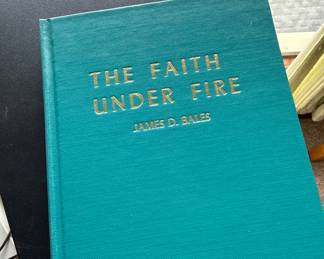 THE FAITH
UNDER FIRE
JAMES D. BALES